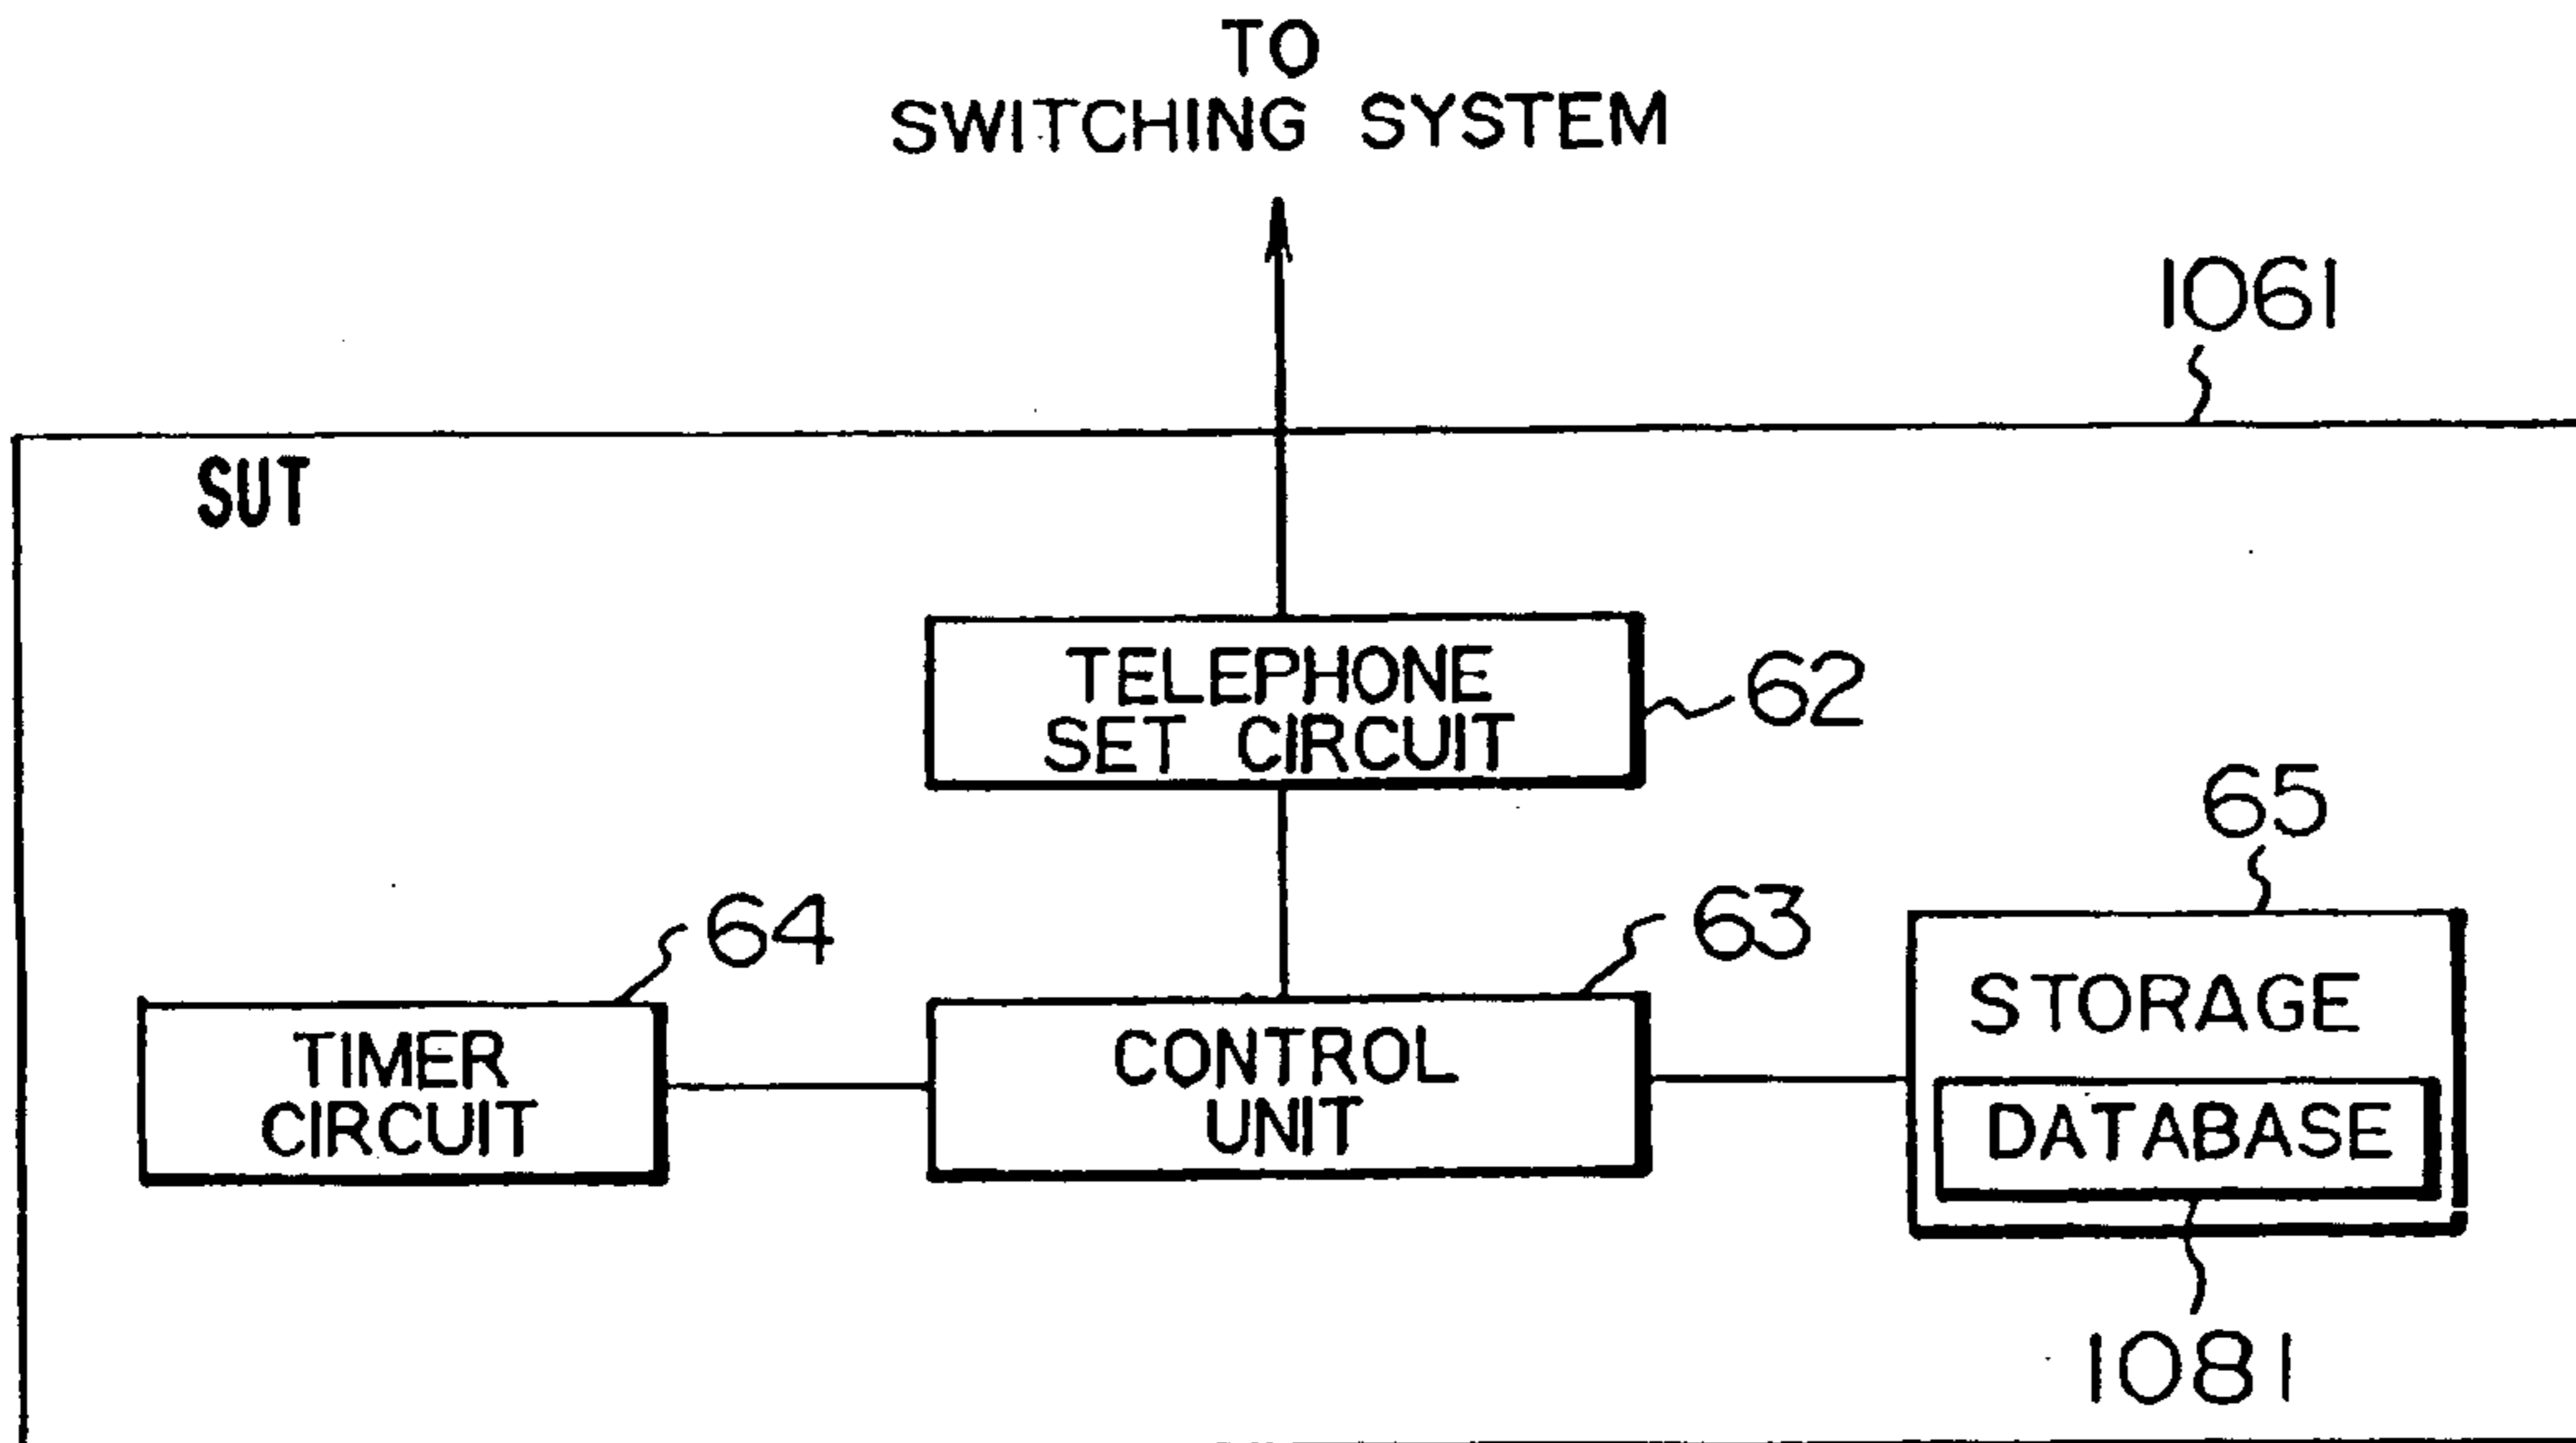 TO
SWITCHING SYSTEM
1061
SUT
TELEPHONE
SET CIRCUIT
62
65
64
63
STORAGE
TIMER
CIRCUIT
CONTROL
UNIT
DATABASE
1081